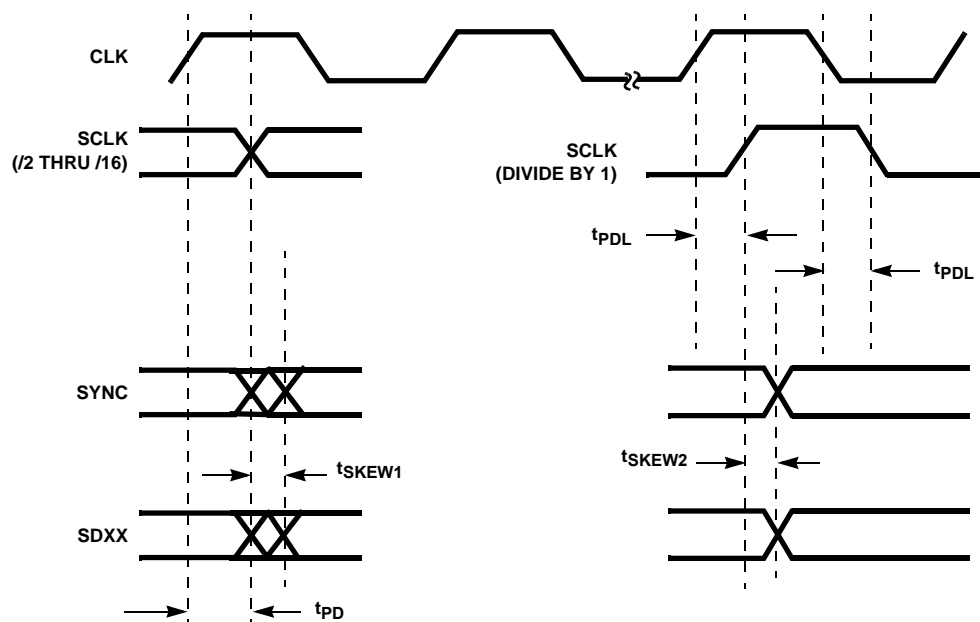 CLK
SCLK
(/2 THRU /16)
SCLK
(DIVIDE BY 1)
tPDL
tPDL
SYNC
tSKEW1
tSKEW2
SDXX
tPD